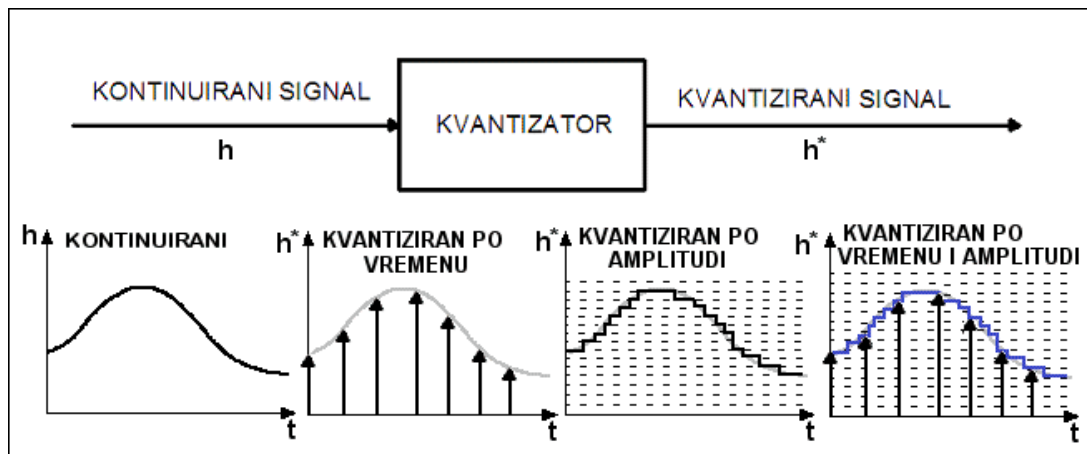 KONTINUIRANI SIGNAL
h
KVANTIZATOR
KVANTIZIRANI SIGNAL
h*
h
KONTINUIRANI
t
h*
KVANTIZIRAN PO
VREMENU
t
h*
KVANTIZIRAN PO
AMPLITUDI
t
h*
KVANTIZIRAN PO
VREMENU I AMPLITUDI
t